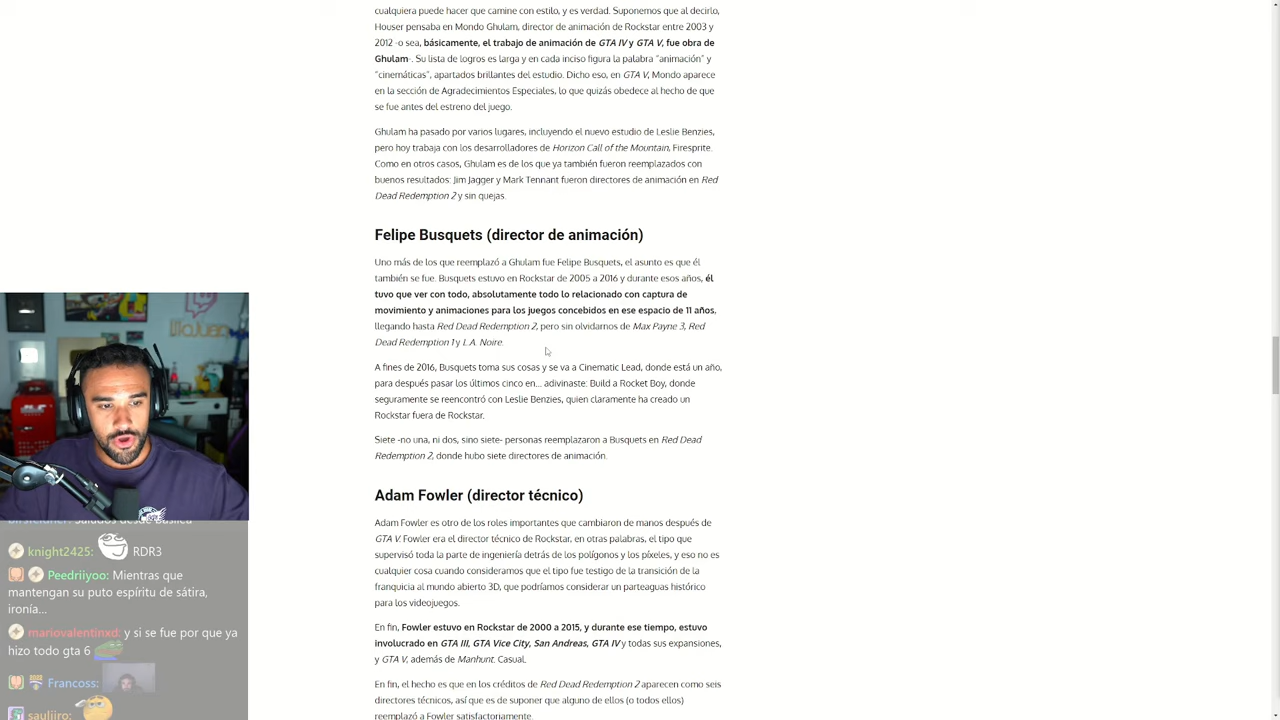 cualquiera puede hacer que camine con estilo, y es verdad. Suponemos que al decirlo,
Houser pensaba en Mondo Ghulam, director de animación de Rockstar entre 2003 y
2012 -o sea, básicamente, el trabajo de animación de GTA IV y GTA V, fue obra de
Ghulam-. Su lista de logros es larga y en cada inciso figura la palabra "animación" y
"cinemáticas", apartados brillantes del estudio. Dicho eso, en GTA V, Mondo aparece
en la sección de Agradecimientos Especiales, lo que quizás obedece al hecho de que
se fue antes del estreno del juego.
Ghulam ha pasado por varios lugares, incluyendo el nuevo estudio de Leslie Benzies,
pero hoy trabaja con los desarrolladores de Horizon Call of the Mountain, Firesprite.
Como en otros casos, Ghulam es de los que ya también fueron reemplazados con
buenos resultados: Jim Jagger y Mark Tennant fueron directores de animación en Red
Dead Redemption 2 y sin quejas.
Felipe Busquets (director de animación)
Uno más de los que reemplazó a Ghulam fue Felipe Busquets, el asunto es que él
también se fue. Busquets estuvo en Rockstar de 2005 a 2016 y durante esos años, él
tuvo que ver con todo, absolutamente todo lo relacionado con captura de
movimiento y animaciones para los juegos concebidos en ese espacio de 11 años,
llegando hasta Red Dead Redemption 2, pero sin olvidarnos de Max Payne 3, Red
Dead Redemption 1 y L.A. Noire.
A fines de 2016, Busquets toma sus cosas y se va a Cinematic Lead, donde está un año,
para después pasar los últimos cinco en... adivinaste: Build a Rocket Boy, donde
seguramente se reencontró con Leslie Benzies, quien claramente ha creado un
Rockstar fuera de Rockstar.
Siete -no una, ni dos, sino siete- personas reemplazaron a Busquets en Red Dead
Redemption 2, donde hubo siete directores de animación.
Adam Fowler (director técnico)
Adam Fowler es otro de los roles importantes que cambiaron de manos después de
GTA V. Fowler era el director técnico de Rockstar, en otras palabras, el tipo que
supervisó toda la parte de ingeniería detrás de los polígonos y los píxeles, y eso no es
cualquier cosa cuando consideramos que el tipo fue testigo de la transición de la
franquicia al mundo abierto 3D, que podríamos considerar un parteaguas histórico
para los videojuegos.
En fin, Fowler estuvo en Rockstar de 2000 a 2015, y durante ese tiempo, estuvo
involucrado en GTA III, GTA Vice City, San Andreas, GTA IV y todas sus expansiones,
y GTA V, además de Manhunt. Casual.
En fin, el hecho es que en los créditos de Red Dead Redemption 2 aparecen como seis
directores técnicos, así que es de suponer que alguno de ellos (o todos ellos)
reemplazó a Fowler satisfactoriamente.
Saludos desde basilica
knight2425: RDR3
Peedriiyoo: Mientras que
mantengan su puto espíritu de sátira,
ironía...
mariovalentinxd: y si se fue por que ya
hizo todo gta 6
Francoss:
sauliiro: